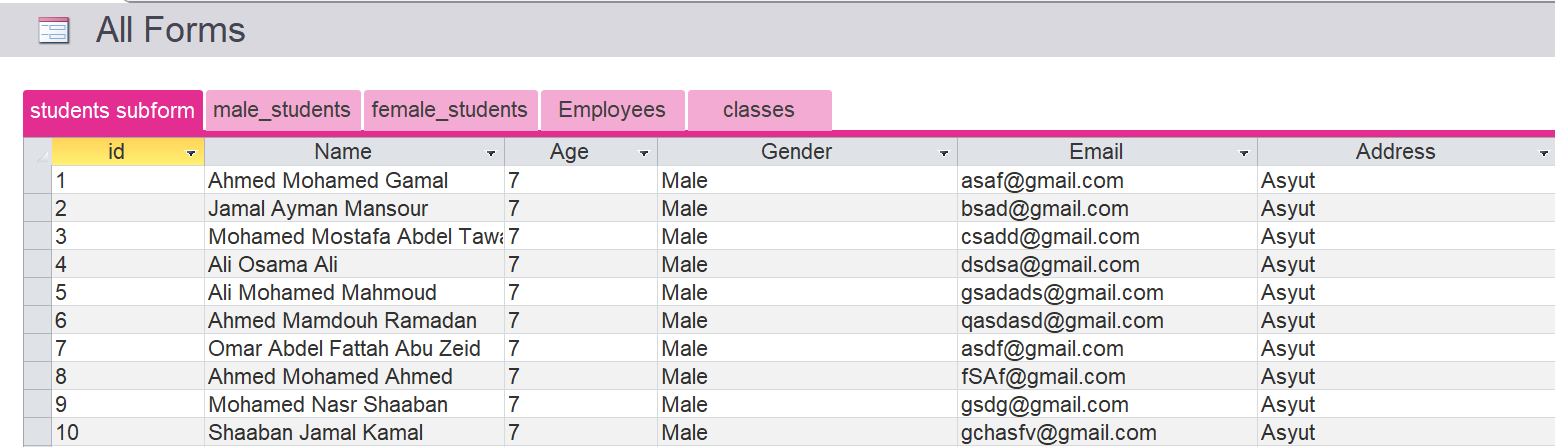 All Forms
students subform male_students female_students Employees classes
id Name Age Gender Email Address
1 Ahmed Mohamed Gamal 7 Male asaf@gmail.com Asyut
2 Jamal Ayman Mansour 7 Male bsad@gmail.com Asyut
3 Mohamed Mostafa Abdel Tawa 7 Male csadd@gmail.com Asyut
4 Ali Osama Ali 7 Male dsdsa@gmail.com Asyut
5 Ali Mohamed Mahmoud 7 Male gsadads@gmail.com Asyut
6 Ahmed Mamdouh Ramadan 7 Male qasdasd@gmail.com Asyut
7 Omar Abdel Fattah Abu Zeid 7 Male asdf@gmail.com Asyut
8 Ahmed Mohamed Ahmed 7 Male fSAf@gmail.com Asyut
9 Mohamed Nasr Shaaban 7 Male gsdg@gmail.com Asyut
10 Shaaban Jamal Kamal 7 Male gchasfv@gmail.com Asyut